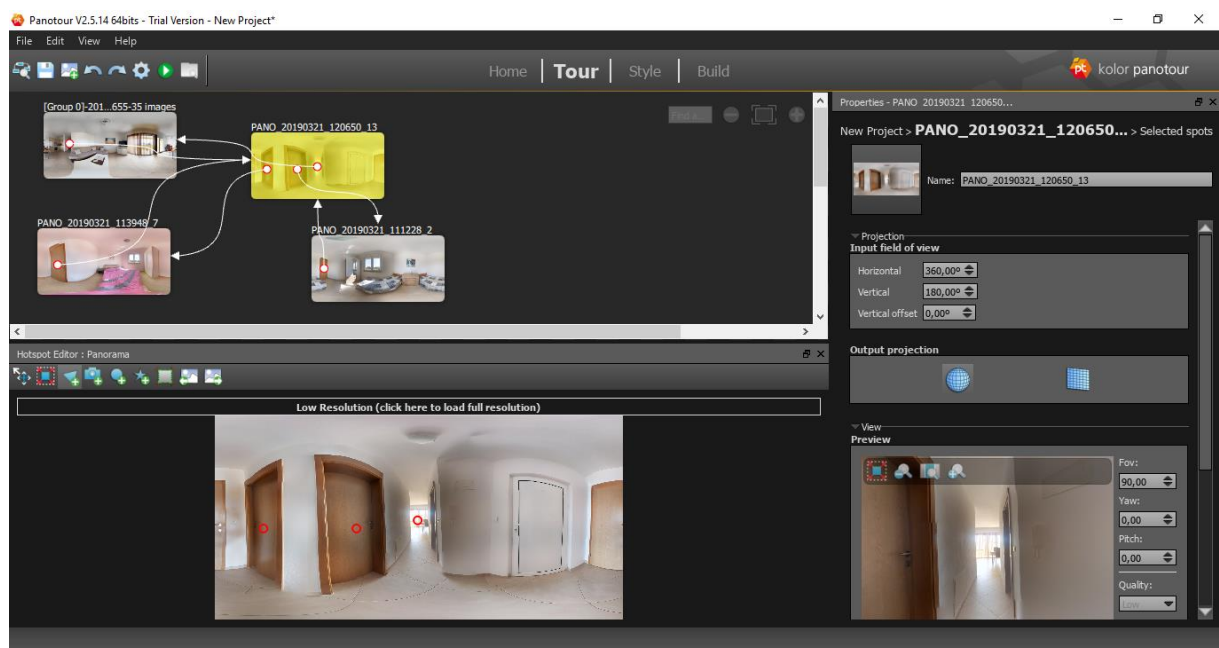 Panotour V2.5.14 64bits - Trial Version - New Project*
File Edit View Help
Home Tour Style Build
kolor panotour
[Group 0]-201...655-35 images
PANO_20190321_120650_13
PANO_20190321_113948_7
PANO_20190321_111228_2
Properties - PANO_20190321_120650...
New Project > PANO_20190321_120650... > Selected spots
Name: PANO_20190321_120650_13
Projection
Input field of view
Horizontal 360,00º
Vertical 180,00º
Vertical offset 0,00º
Output projection
View
Preview
Fov:
90,00
Yaw:
0,00
Pitch:
0,00
Quality:
Low
Hotspot Editor : Panorama
Low Resolution (click here to load full resolution)